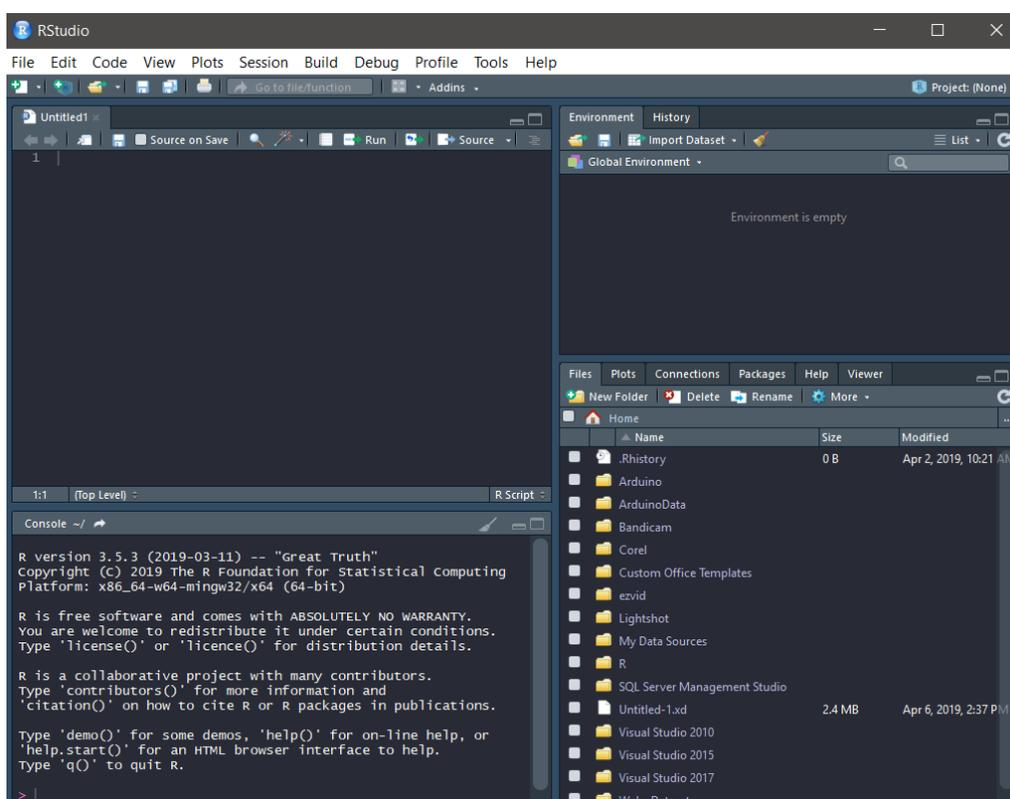 RStudio
File Edit Code View Plots Session Build Debug Profile Tools Help
Go to file/function Addins Project: (None)
Untitled1
Source on Save Run Source
1
1:1 (Top Level) R Script
Console ~/
R version 3.5.3 (2019-03-11) -- "Great Truth"
Copyright (C) 2019 The R Foundation for Statistical Computing
Platform: x86_64-w64-mingw32/x64 (64-bit)
R is free software and comes with ABSOLUTELY NO WARRANTY.
You are welcome to redistribute it under certain conditions.
Type 'license()' or 'licence()' for distribution details.
R is a collaborative project with many contributors.
Type 'contributors()' for more information and
'citation()' on how to cite R or R packages in publications.
Type 'demo()' for some demos, 'help()' for on-line help, or
'help.start()' for an HTML browser interface to help.
Type 'q()' to quit R.
>
Environment History
Import Dataset List
Global Environment
Environment is empty
Files Plots Connections Packages Help Viewer
New Folder Delete Rename More
Home ..
Name Size Modified
.Rhistory 0 B Apr 2, 2019, 10:21 AM
Arduino
ArduinoData
Bandicam
Corel
Custom Office Templates
ezvid
Lightshot
My Data Sources
R
SQL Server Management Studio
Untitled-1.xd 2.4 MB Apr 6, 2019, 2:37 PM
Visual Studio 2010
Visual Studio 2015
Visual Studio 2017